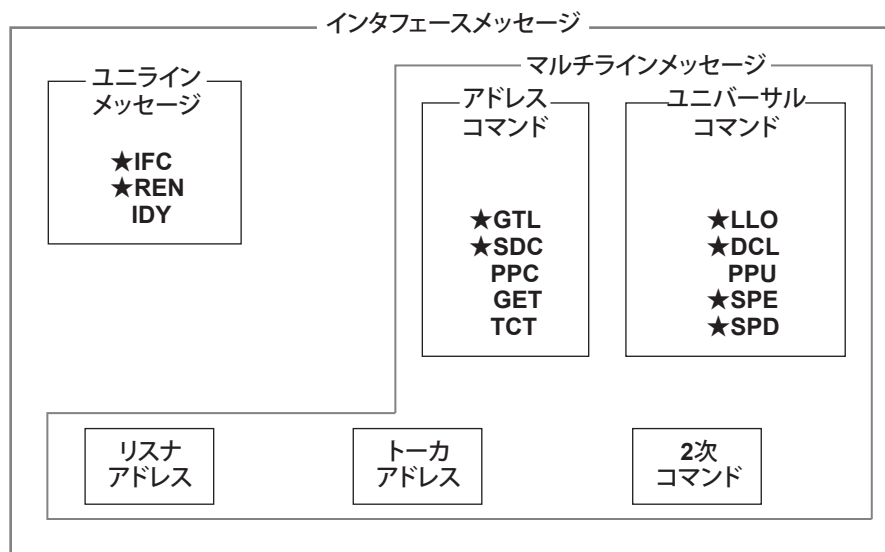 インタフェースメッセージ
ユニライン
メッセージ
★IFC
★REN
IDY
マルチラインメッセージ
アドレス
コマンド
★GTL
★SDC
PPC
GET
TCT
ユニバーサル
コマンド
★LLO
★DCL
PPU
★SPE
★SPD
リスナ
アドレス
トーカ
アドレス
2次
コマンド